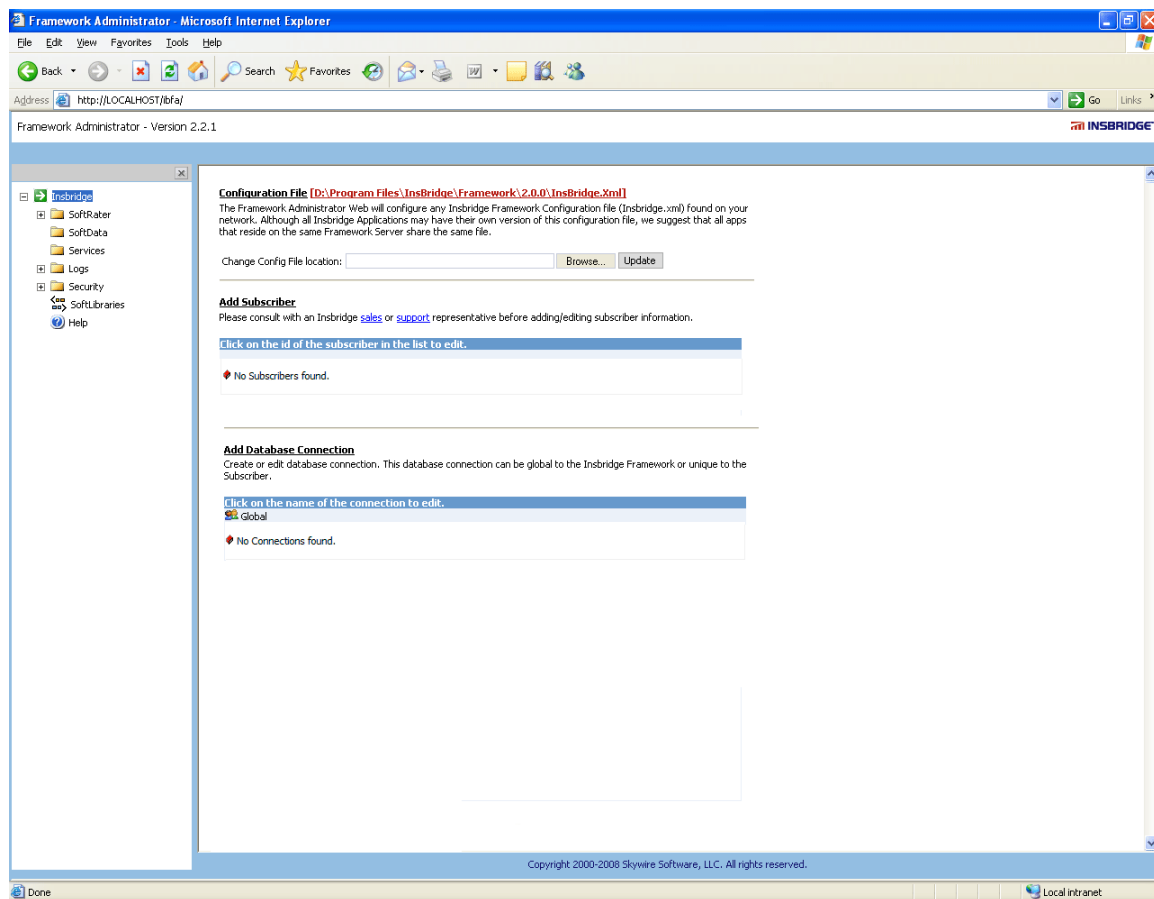 Framework Administrator - Microsoft Internet Explorer
File Edit View Favorites Tools Help
Back Search Favorites
Address http://LOCALHOST/ibfa/ Go Links
Framework Administrator - Version 2.2.1 INSBRIDGE
Insbridge
SoftRater
SoftData
Services
Logs
Security
SoftLibraries
Help
Configuration File [D:\Program Files\InsBridge\Framework\2.0.0\InsBridge.Xml]
The Framework Administrator Web will configure any Insbridge Framework Configuration file (Insbridge.xml) found on your
network. Although all Insbridge Applications may have their own version of this configuration file, we suggest that all apps
that reside on the same Framework Server share the same file.
Change Config File location: Browse... Update
Add Subscriber
Please consult with an Insbridge sales or support representative before adding/editing subscriber information.
Click on the id of the subscriber in the list to edit.
No Subscribers found.
Add Database Connection
Create or edit database connection. This database connection can be global to the Insbridge Framework or unique to the
Subscriber.
Click on the name of the connection to edit.
Global
No Connections found.
Copyright 2000-2008 Skywire Software, LLC. All rights reserved.
Done Local intranet